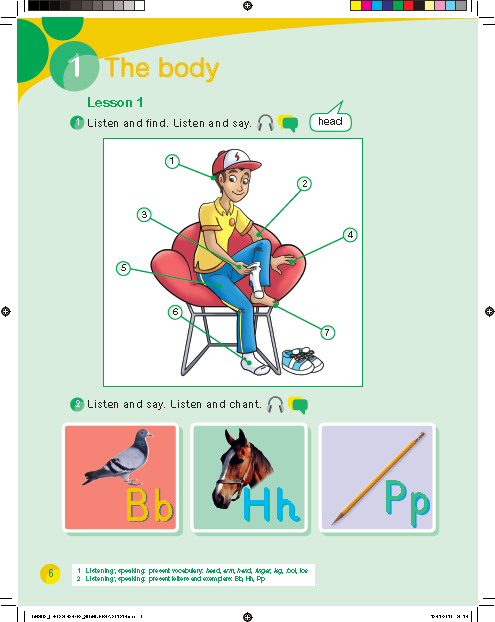 1 The body
Lesson 1
1 Listen and find. Listen and say.
head
1
2
3
4
5
6
7
2 Listen and say. Listen and chant.
Bb
Hh
Pp
6
1 Listening, speaking: present vocabulary: head, arm, hand, finger, leg, foot, toe
2 Listening, speaking: present letters and exemplars: Bb, Hh, Pp